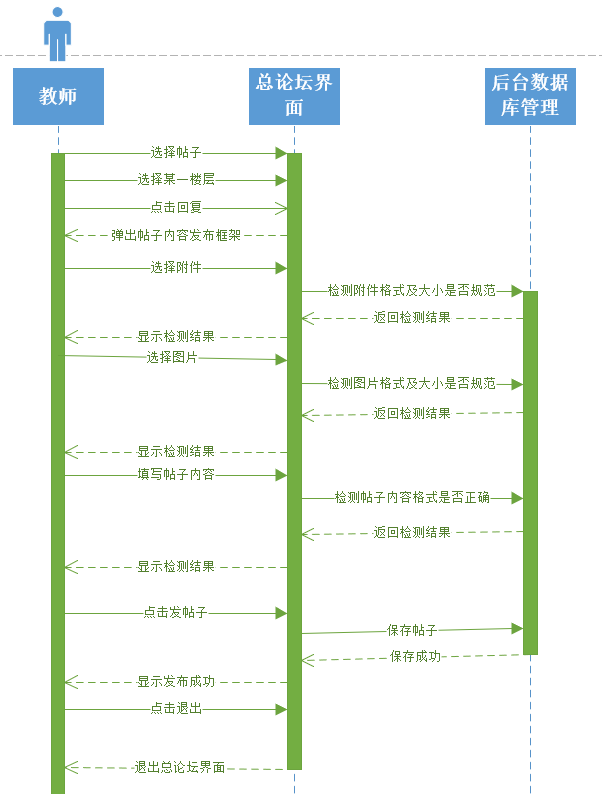 教师
总论坛界
面
后台数据
库管理
选择帖子
选择某一楼层
点击回复
弹出帖子内容发布框架
选择附件
检测附件格式及大小是否规范
返回检测结果
显示检测结果
选择图片
检测图片格式及大小是否规范
返回检测结果
显示检测结果
填写帖子内容
检测帖子内容格式是否正确
返回检测结果
显示检测结果
点击发帖子
保存帖子
保存成功
显示发布成功
点击退出
退出总论坛界面